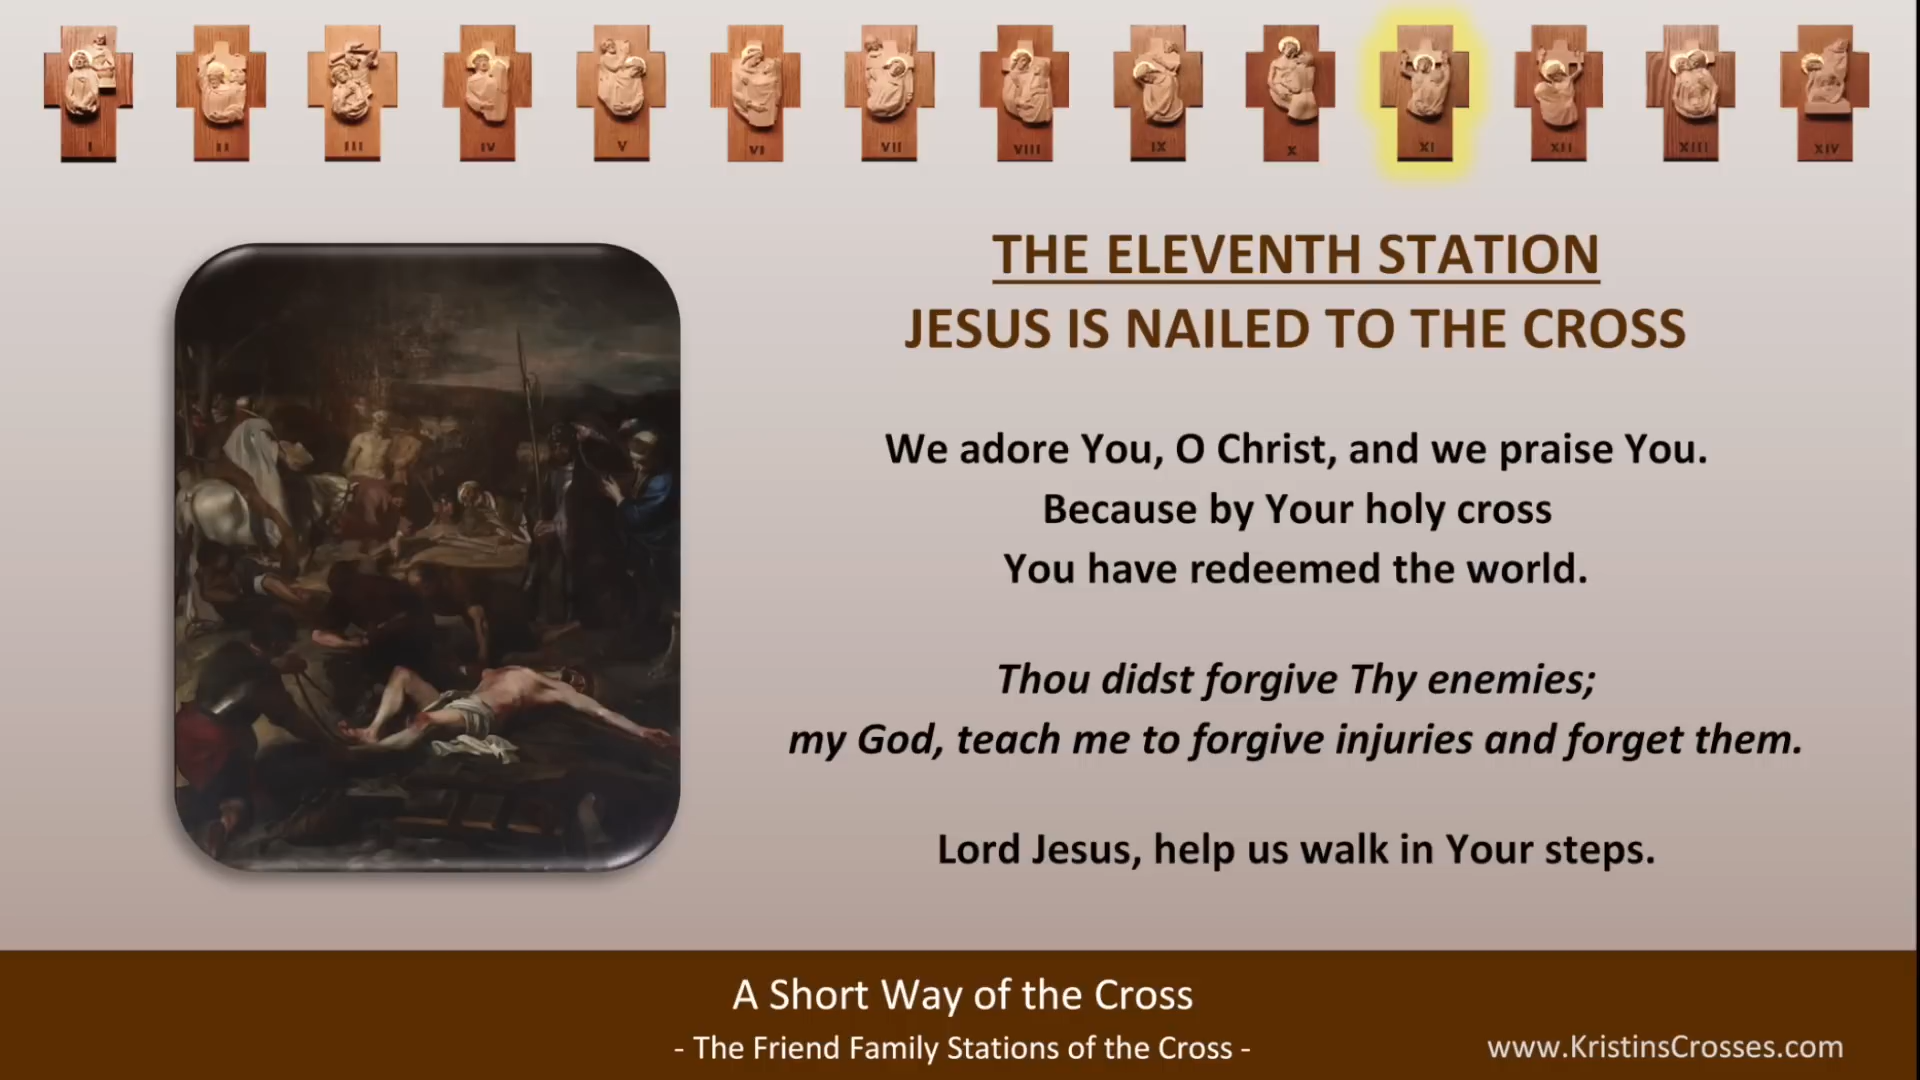 I II III IV V VI VII VIII IX X XI XII XIII XIV
THE ELEVENTH STATION
JESUS IS NAILED TO THE CROSS
We adore You, O Christ, and we praise You.
Because by Your holy cross
You have redeemed the world.
Thou didst forgive Thy enemies;
my God, teach me to forgive injuries and forget them.
Lord Jesus, help us walk in Your steps.
A Short Way of the Cross
- The Friend Family Stations of the Cross -
www.KristinsCrosses.com